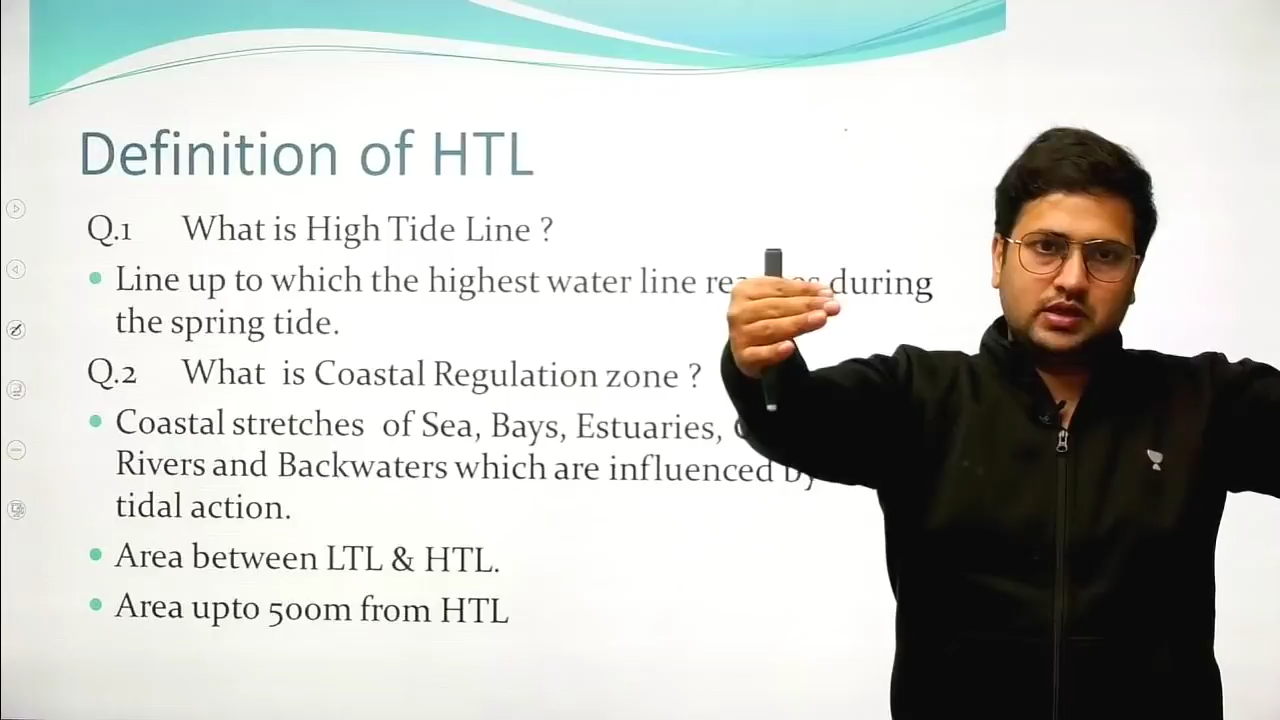 Definition of HTL
Q.1 What is High Tide Line ?
Line up to which the highest water line during
the spring tide.
Q.2 What is Coastal Regulation zone ?
Coastal stretches of Sea, Bays, Estuaries,
Rivers and Backwaters which are influenced by
tidal action.
Area between LTL & HTL.
Area upto 500m from HTL